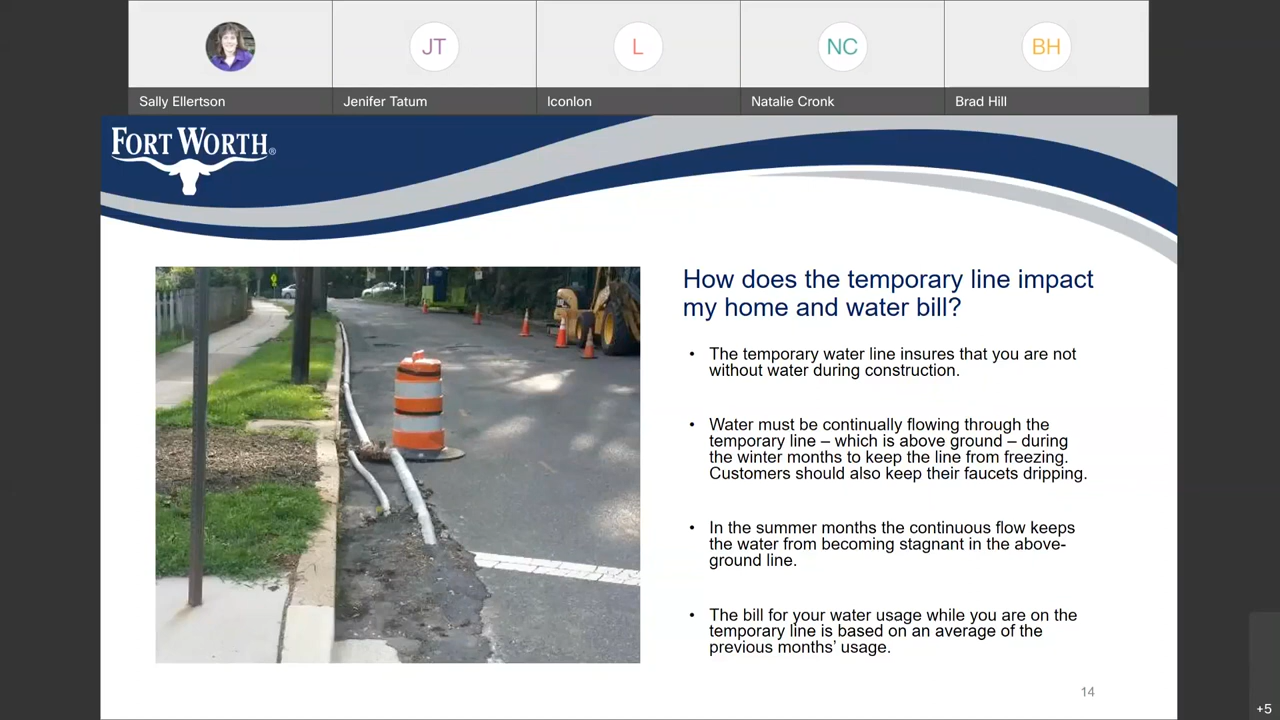 JT
L
NC
BH
Sally Ellertson
Jenifer Tatum
Iconlon
Natalie Cronk
Brad Hill
FORT WORTH®
How does the temporary line impact
my home and water bill?
• The temporary water line insures that you are not
without water during construction.
• Water must be continually flowing through the
temporary line – which is above ground – during
the winter months to keep the line from freezing.
Customers should also keep their faucets dripping.
• In the summer months the continuous flow keeps
the water from becoming stagnant in the above-
ground line.
• The bill for your water usage while you are on the
temporary line is based on an average of the
previous months’ usage.
14
+5